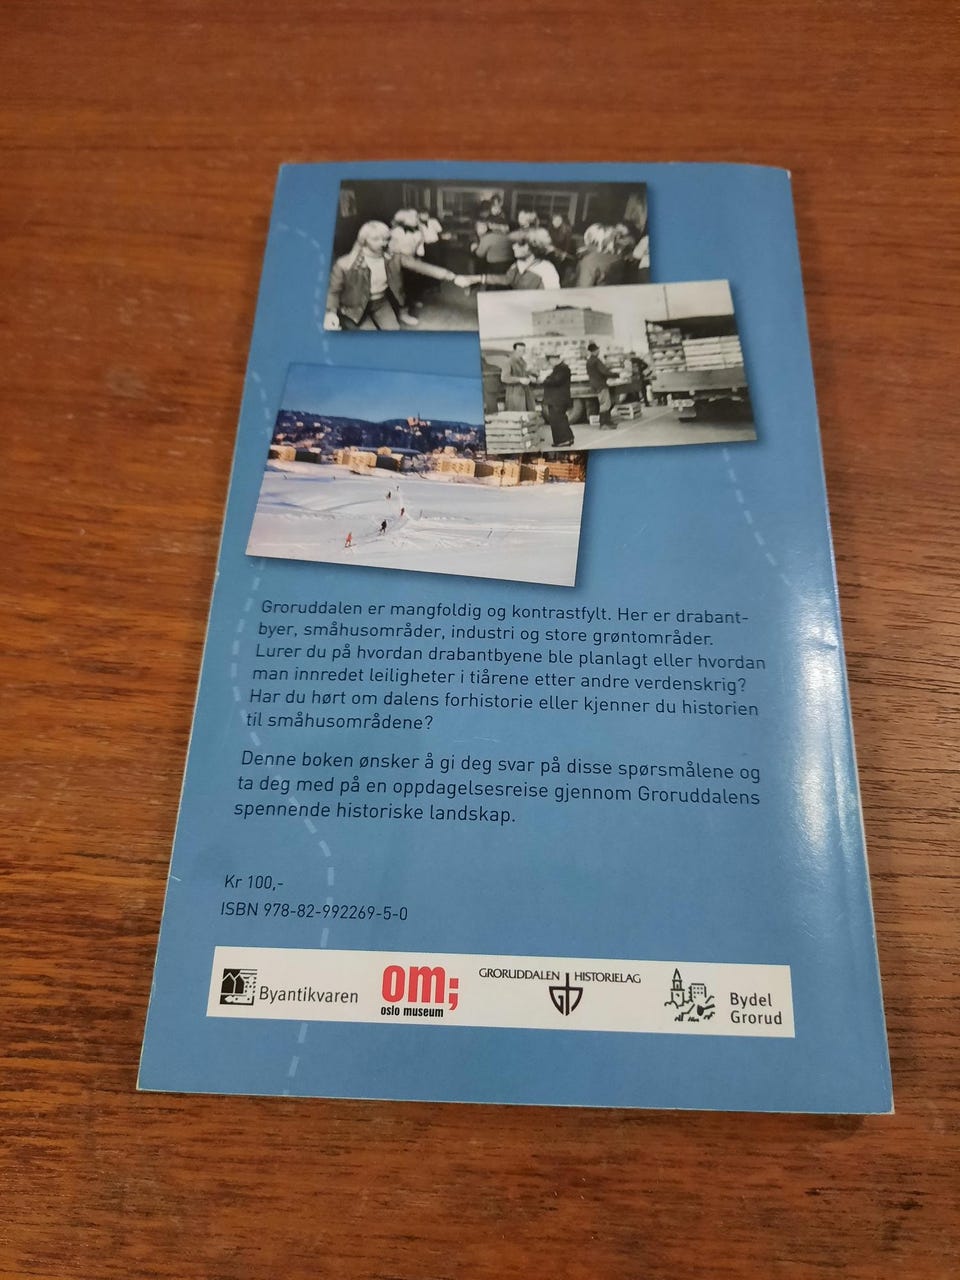 Groruddalen er mangfoldig og kontrastfylt. Her er drabant-
byer, småhusområder, industri og store grøntområder.
Lurer du på hvordan drabantbyene ble planlagt eller hvordan
man innredet leiligheter i tiårene etter andre verdenskrig?
Har du hørt om dalens forhistorie eller kjenner du historien
til småhusområdene?
Denne boken ønsker å gi deg svar på disse spørsmålene og
ta deg med på en oppdagelsesreise gjennom Groruddalens
spennende historiske landskap.
Kr 100,-
ISBN 978-82-992269-5-0
Byantikvaren
om;
oslo museum
GRORUDDALEN HISTORIELAG
Bydel
Grorud